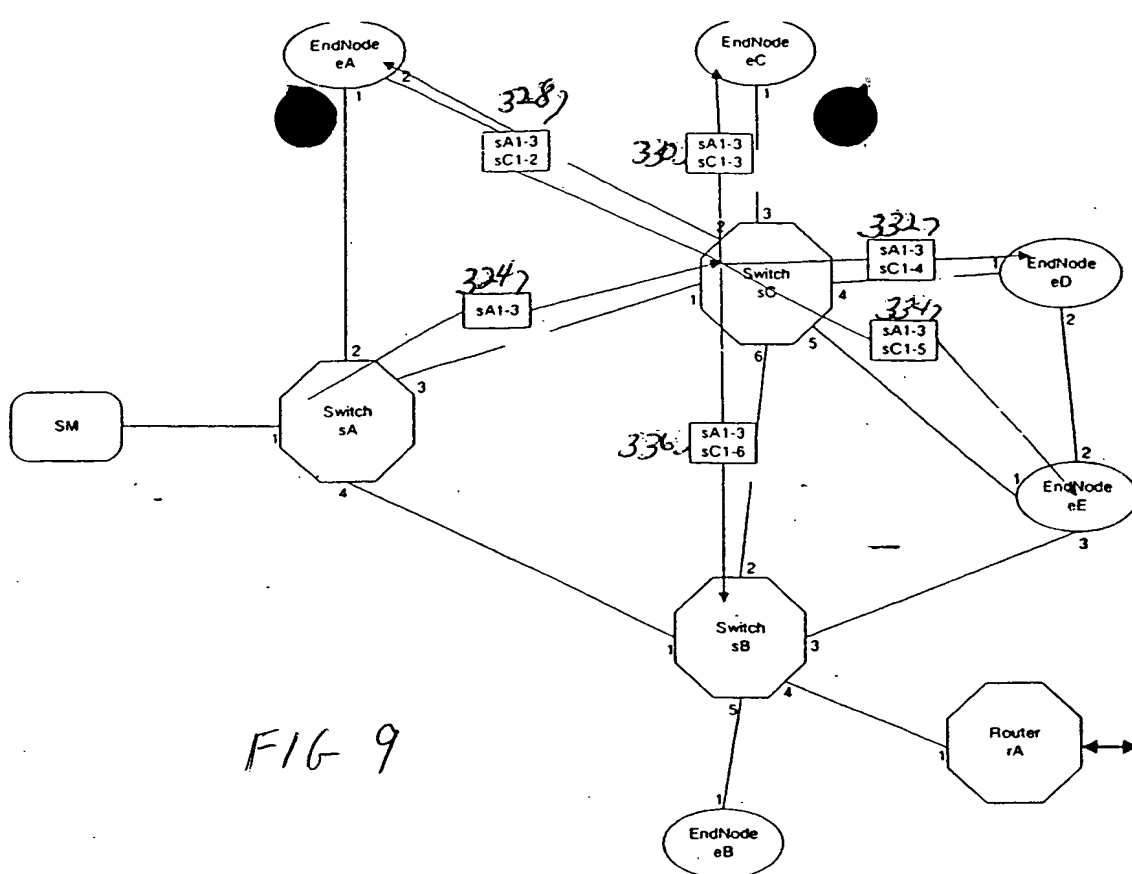 EndNode
eA
2
1
EndNode
eC
1
328
sA1-3
sC1-2
330
sA1-3
sC1-3
3
2
Switch
sC
1
4
5
6
332
sA1-3
sC1-4
1
EndNode
eD
2
324
sA1-3
334
sA1-3
sC1-5
2
3
Switch
sA
1
4
SM
336
sA1-3
sC1-6
2
1
EndNode
eE
3
2
Switch
sB
1
3
4
5
Router
rA
1
FIG 9
1
EndNode
eB